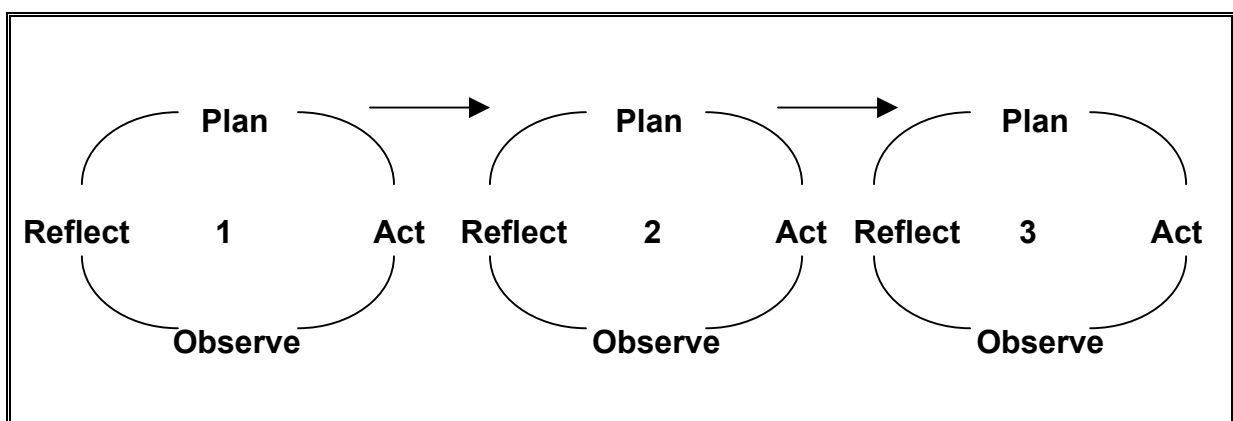 Plan Plan Plan
Reflect 1 Act Reflect 2 Act Reflect 3 Act
Observe Observe Observe